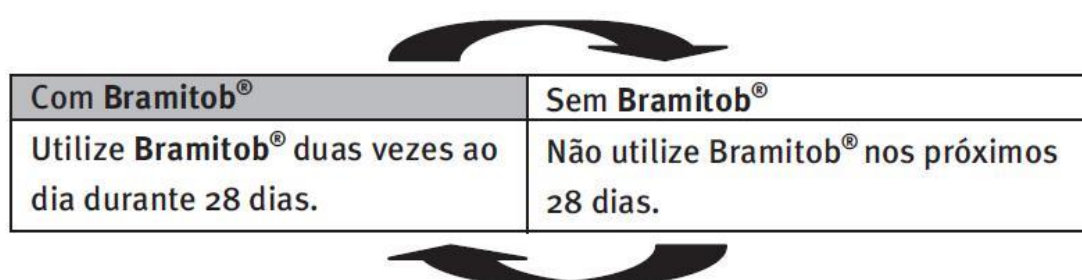 Com Bramitob®
Sem Bramitob®
Utilize Bramitob® duas vezes ao
dia durante 28 dias.
Não utilize Bramitob® nos próximos
28 dias.